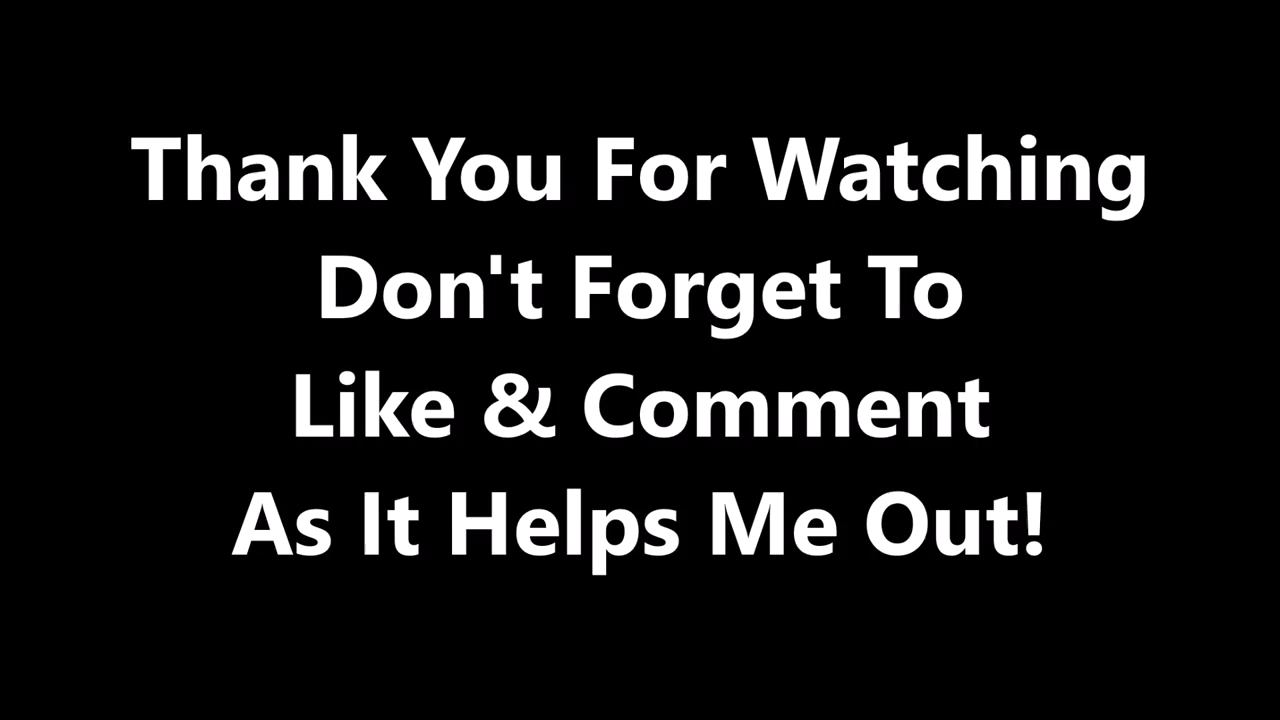 Thank You For Watching
Don't Forget To
Like & Comment
As It Helps Me Out!